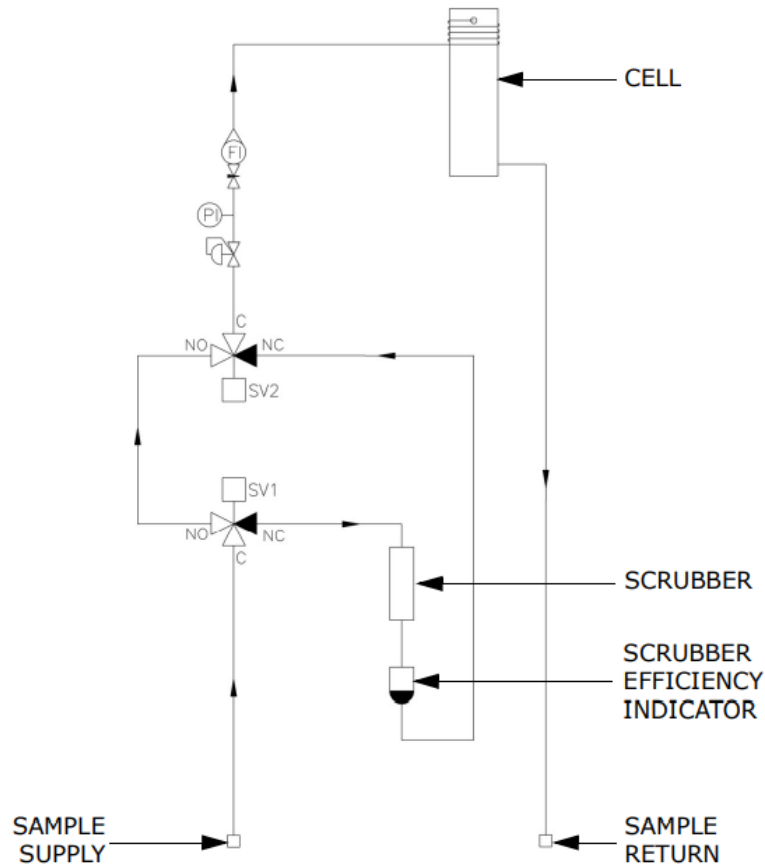 CELL
FI
PI
C
NO
NC
SV2
SV1
NO
NC
C
SCRUBBER
SCRUBBER
EFFICIENCY
INDICATOR
SAMPLE
SUPPLY
SAMPLE
RETURN